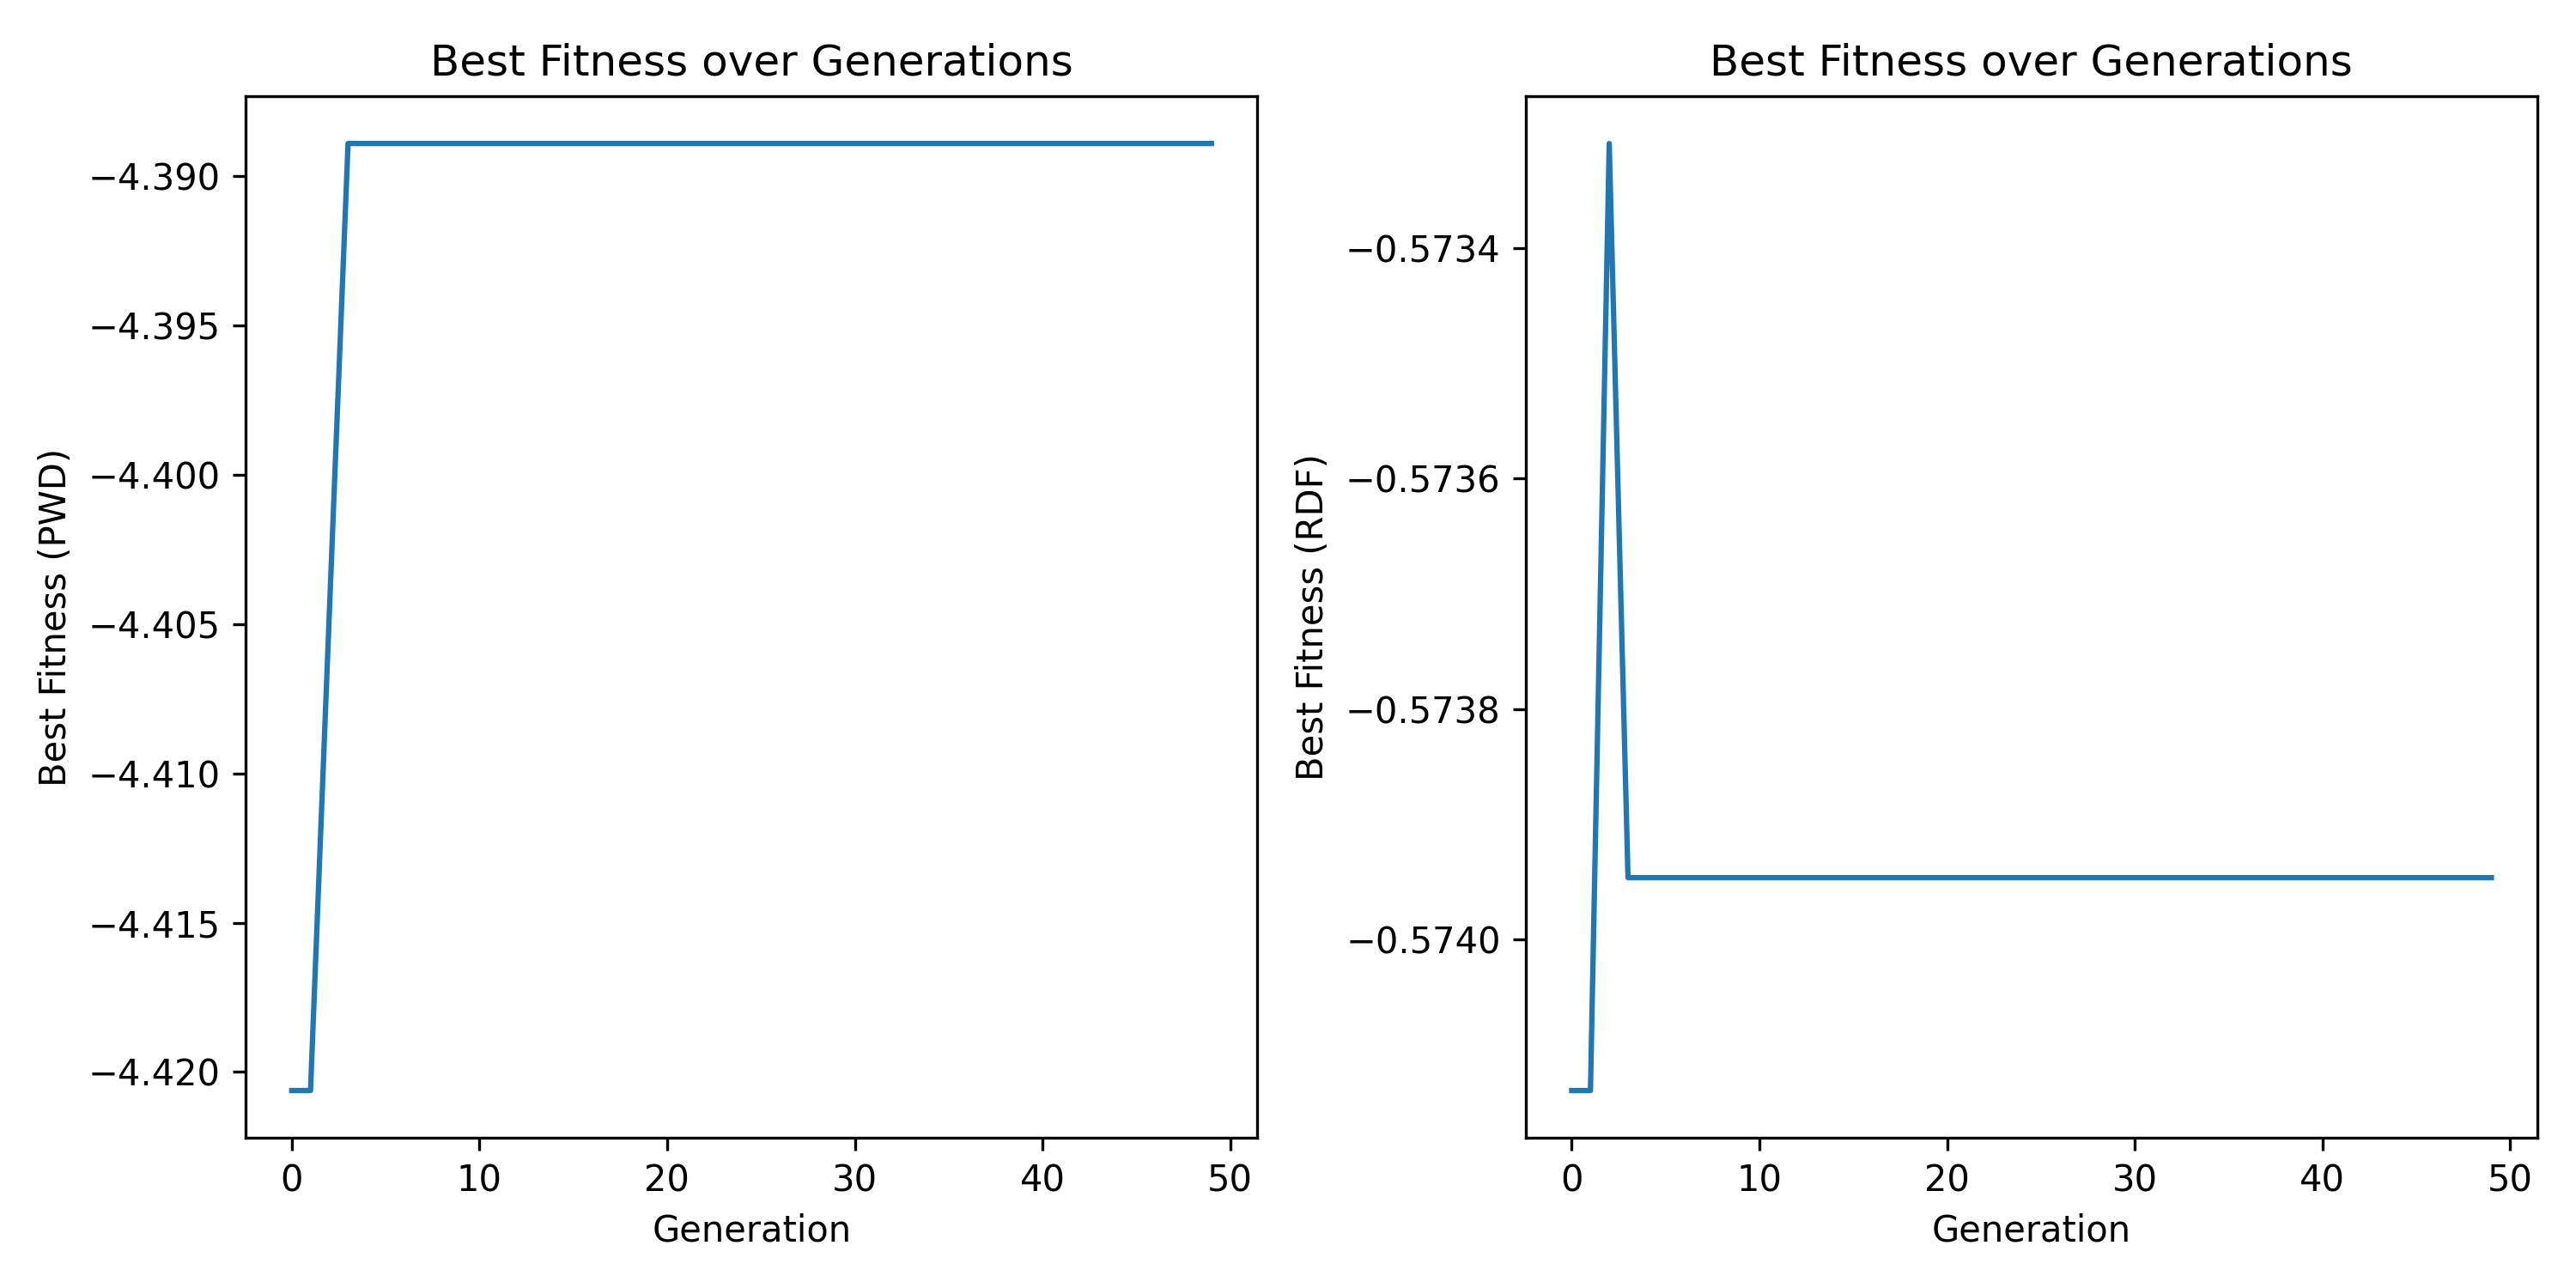 Best Fitness over Generations
Best Fitness (PWD)
−4.390
−4.395
−4.400
−4.405
−4.410
−4.415
−4.420
0 10 20 30 40 50
Generation
Best Fitness over Generations
Best Fitness (RDF)
−0.5734
−0.5736
−0.5738
−0.5740
0 10 20 30 40 50
Generation